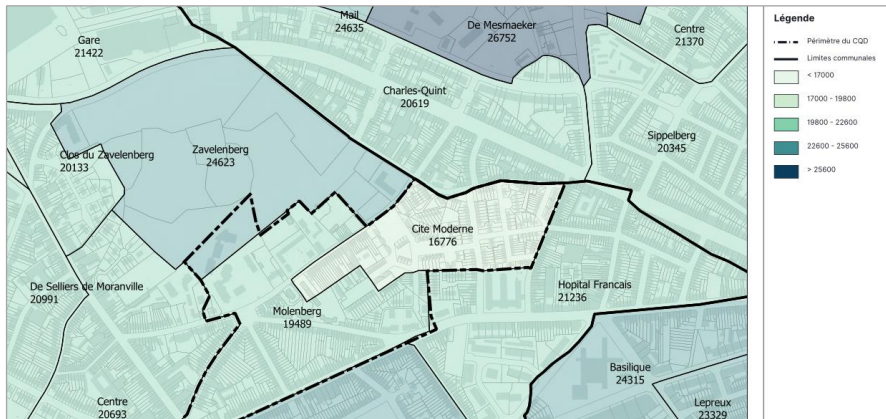 Mail
24635
De Mesmaeker
26752
Centre
21370
Gare
21422
Charles-Quint
20619
Sippelberg
20345
Clos du Zavelenberg
20133
Zavelenberg
24623
Cite Moderne
16776
De Selliers de Moranville
20991
Hopital Francais
21236
Molenberg
19489
Basilique
24315
Centre
20693
Lepreux
23329
Légende
Périmètre du CQD
Limites communales
< 17000
17000 - 19800
19800 - 22600
22600 - 25600
> 25600